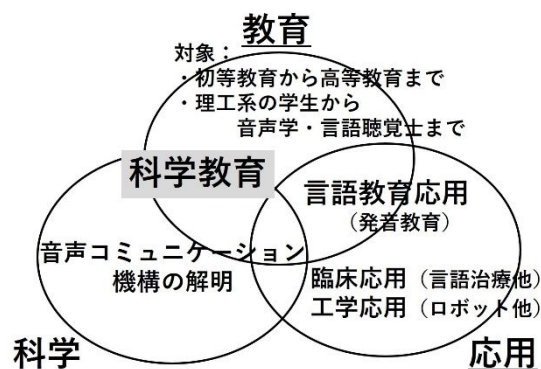 教育
対象：
・初等教育から高等教育まで
・理工系の学生から
音声学・言語聴覚士まで
科学教育
言語教育応用
（発音教育）
音声コミュニケーション
機構の解明
臨床応用（言語治療他）
工学応用（ロボット他）
科学
応用